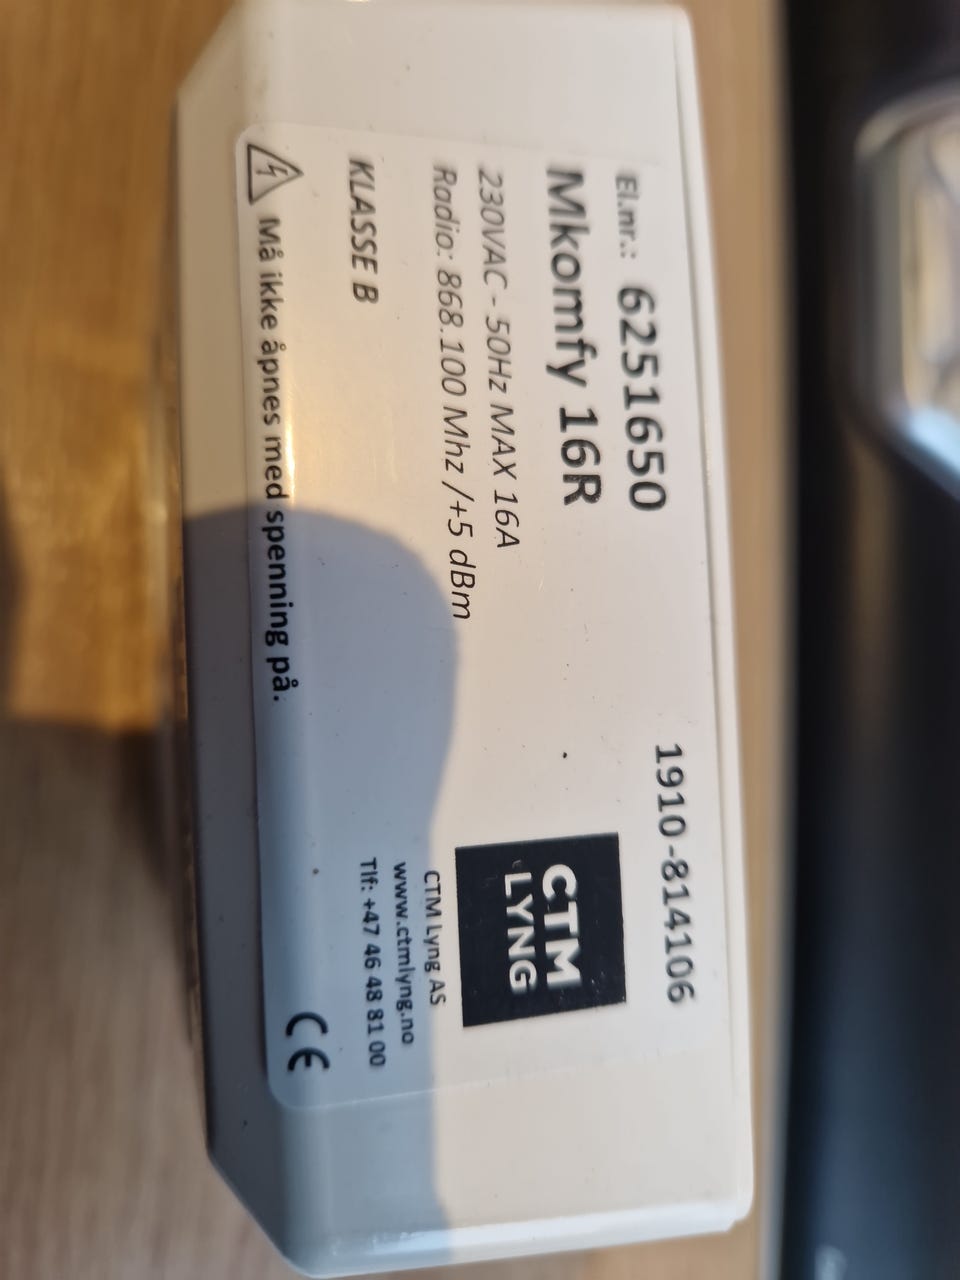 El.nr.: 6251650
1910-814106
Mkomfy 16R
230VAC - 50Hz MAX 16A
Radio: 868.100 Mhz /+5 dBm
KLASSE B
Må ikke åpnes med spenning på.
CTM
LYNG
CTM Lyng AS
www.ctmlyng.no
Tlf: +47 46 48 81 00
CE